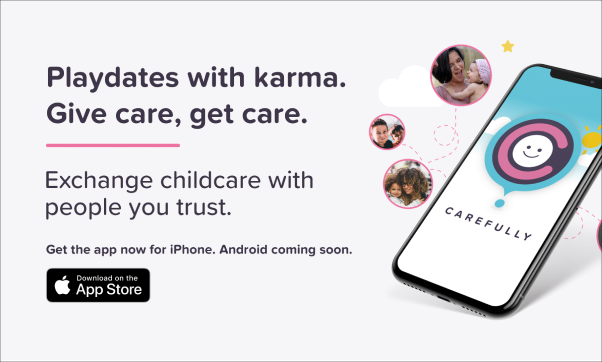 Playdates with karma.
Give care, get care.
Exchange childcare with
people you trust.
Get the app now for iPhone. Android coming soon.
Download on the
App Store
CAREFULLY